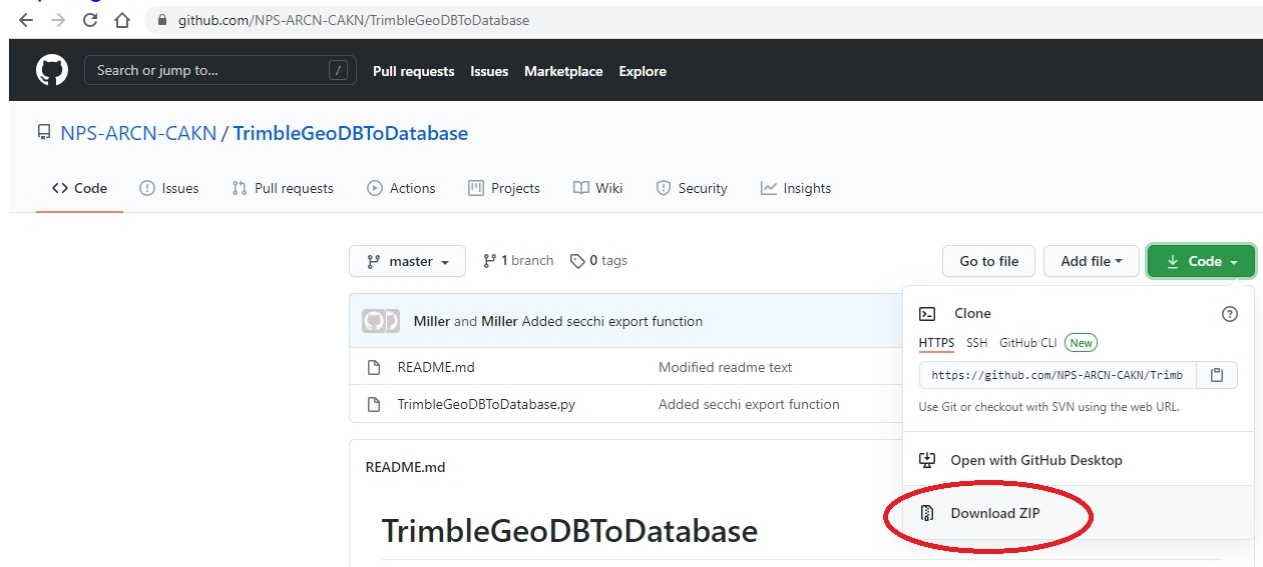 github.com/NPS-ARCN-CAKN/TrimbleGeoDBToDatabase
Search or jump to... /
Pull requests Issues Marketplace Explore
NPS-ARCN-CAKN / TrimbleGeoDBToDatabase
<> Code Issues Pull requests Actions Projects Wiki Security Insights
master 1 branch 0 tags Go to file Add file Code
Miller and Miller Added secchi export function
Clone
HTTPS SSH GitHub CLI New
README.md Modified readme text
https://github.com/NPS-ARCN-CAKN/Trimb
TrimbleGeoDBToDatabase.py Added secchi export function
Use Git or checkout with SVN using the web URL.
README.md
Open with GitHub Desktop
Download ZIP
TrimbleGeoDBToDatabase